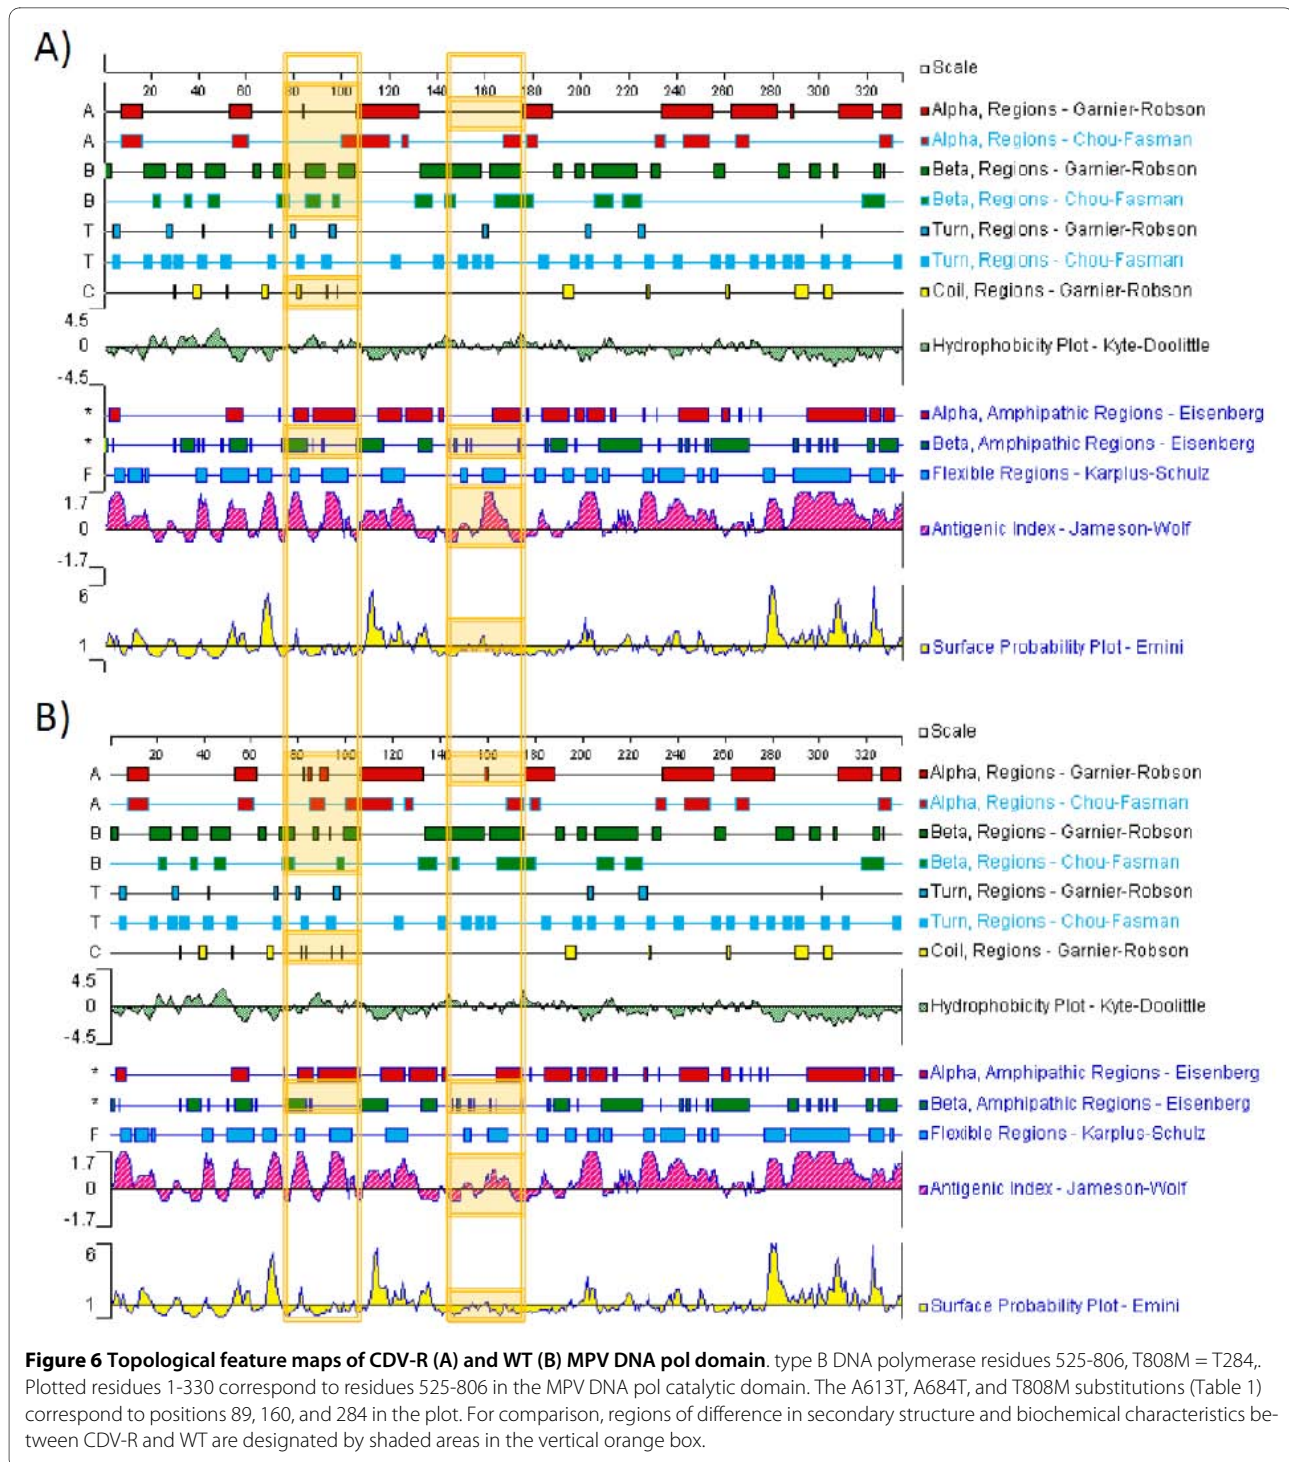 A)
Scale
20 40 60 80 100 120 140 160 180 200 220 240 260 280 300 320
A Alpha, Regions - Garnier-Robson
A Alpha, Regions - Chou-Fasman
B Beta, Regions - Garnier-Robson
B Beta, Regions - Chou-Fasman
T Turn, Regions - Garnier-Robson
T Turn, Regions - Chou-Fasman
C Coil, Regions - Garnier-Robson
4.5
0 Hydrophobicity Plot - Kyte-Doolittle
-4.5
* Alpha, Amphipathic Regions - Eisenberg
* Beta, Amphipathic Regions - Eisenberg
F Flexible Regions - Karplus-Schulz
1.7
0 Antigenic Index - Jameson-Wolf
-1.7
6
1 Surface Probability Plot - Emini
B)
Scale
20 40 60 80 100 120 140 160 180 200 220 240 260 280 300 320
A Alpha, Regions - Garnier-Robson
A Alpha, Regions - Chou-Fasman
B Beta, Regions - Garnier-Robson
B Beta, Regions - Chou-Fasman
T Turn, Regions - Garnier-Robson
T Turn, Regions - Chou-Fasman
C Coil, Regions - Garnier-Robson
4.5
0 Hydrophobicity Plot - Kyte-Doolittle
-4.5
* Alpha, Amphipathic Regions - Eisenberg
* Beta, Amphipathic Regions - Eisenberg
F Flexible Regions - Karplus-Schulz
1.7
0 Antigenic Index - Jameson-Wolf
-1.7
6
1 Surface Probability Plot - Emini
Figure 6 Topological feature maps of CDV-R (A) and WT (B) MPV DNA pol domain. type B DNA polymerase residues 525-806, T808M = T284,.
Plotted residues 1-330 correspond to residues 525-806 in the MPV DNA pol catalytic domain. The A613T, A684T, and T808M substitutions (Table 1)
correspond to positions 89, 160, and 284 in the plot. For comparison, regions of difference in secondary structure and biochemical characteristics be-
tween CDV-R and WT are designated by shaded areas in the vertical orange box.